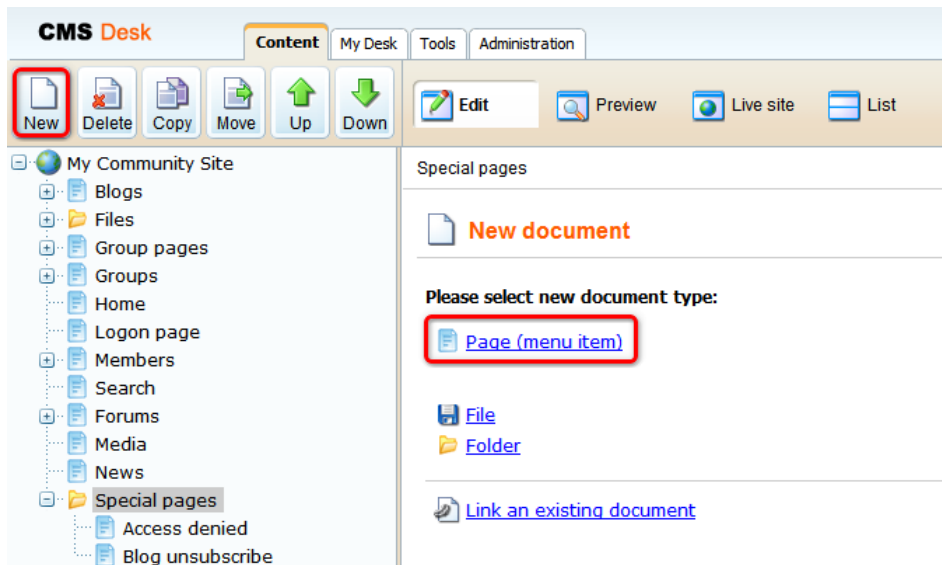 CMS Desk
Content My Desk Tools Administration
New Delete Copy Move Up Down Edit Preview Live site List
My Community Site
Blogs
Files
Group pages
Groups
Home
Logon page
Members
Search
Forums
Media
News
Special pages
Access denied
Blog unsubscribe
Special pages
New document
Please select new document type:
Page (menu item)
File
Folder
Link an existing document